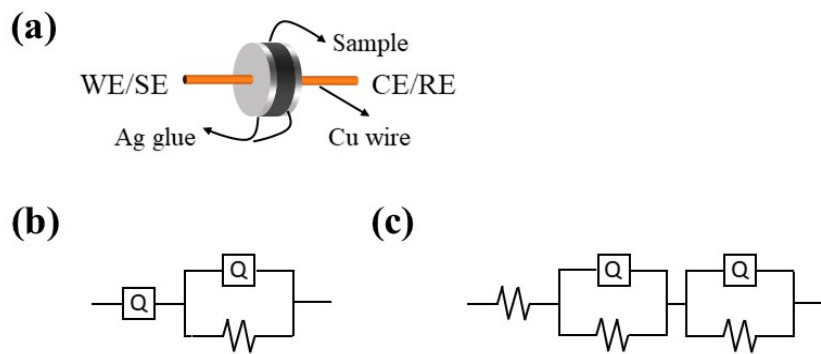 (a)
Sample
WE/SE
CE/RE
Ag glue
Cu wire
(b)
(c)
Q
Q
Q
Q